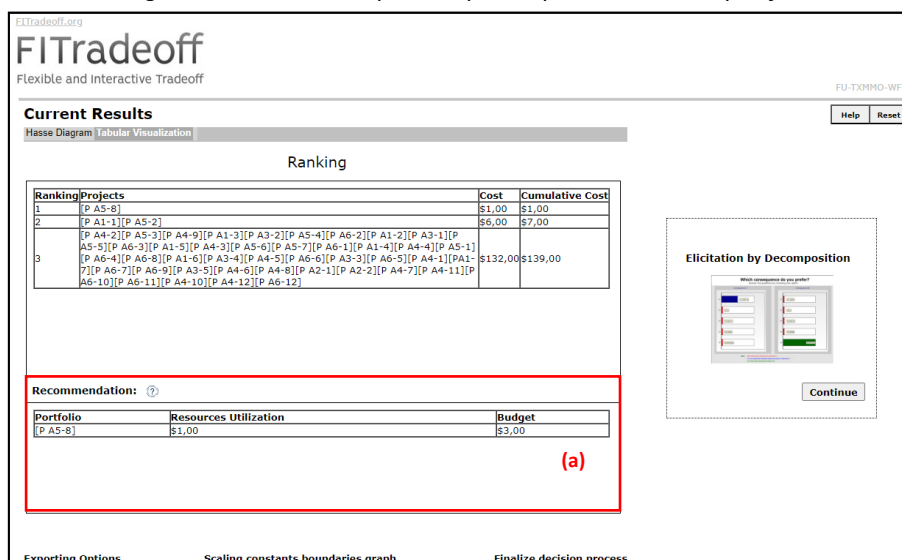 FITradeoff.org
FITradeoff
Flexible and Interactive Tradeoff
FU-TXMMO-WF
Current Results
Help Reset
Hasse Diagram Tabular Visualization
Ranking
Ranking Projects Cost Cumulative Cost
1 [P A5-8] $1,00 $1,00
2 [P A1-1][P A5-2] $6,00 $7,00
[P A4-2][P A5-3][P A4-9][P A1-3][P A3-2][P A5-4][P A6-2][P A1-2][P A3-1][P
A5-5][P A6-3][P A1-5][P A4-3][P A5-6][P A5-7][P A6-1][P A1-4][P A4-4][P A5-1]
3 [P A6-4][P A6-8][P A1-6][P A3-4][P A4-5][P A6-6][P A3-3][P A6-5][P A4-1][PA1- $132,00 $139,00
7][P A6-7][P A6-9][P A3-5][P A4-6][P A4-8][P A2-1][P A2-2][P A4-7][P A4-11][P
A6-10][P A6-11][P A4-10][P A4-12][P A6-12]
Elicitation by Decomposition
Which consequence do you prefer?
Continue
Recommendation: ?
Portfolio Resources Utilization Budget
[P A5-8] $1,00 $3,00
(a)
Exporting Options Scaling constants boundaries graph Finalize decision process